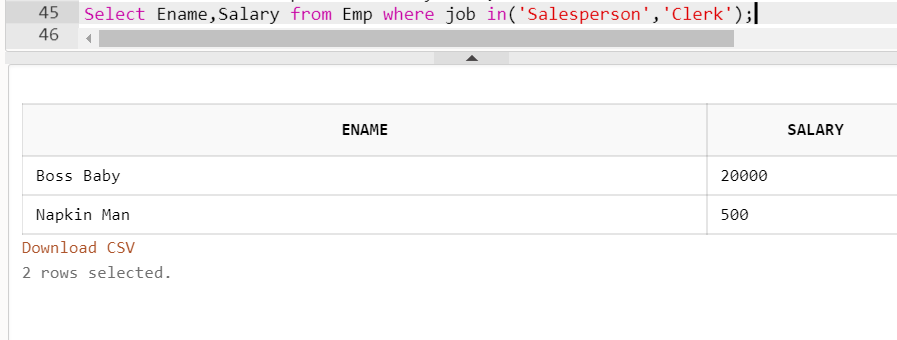 45 Select Ename,Salary from Emp where job in('Salesperson','Clerk');
46
ENAME SALARY
Boss Baby 20000
Napkin Man 500
Download CSV
2 rows selected.